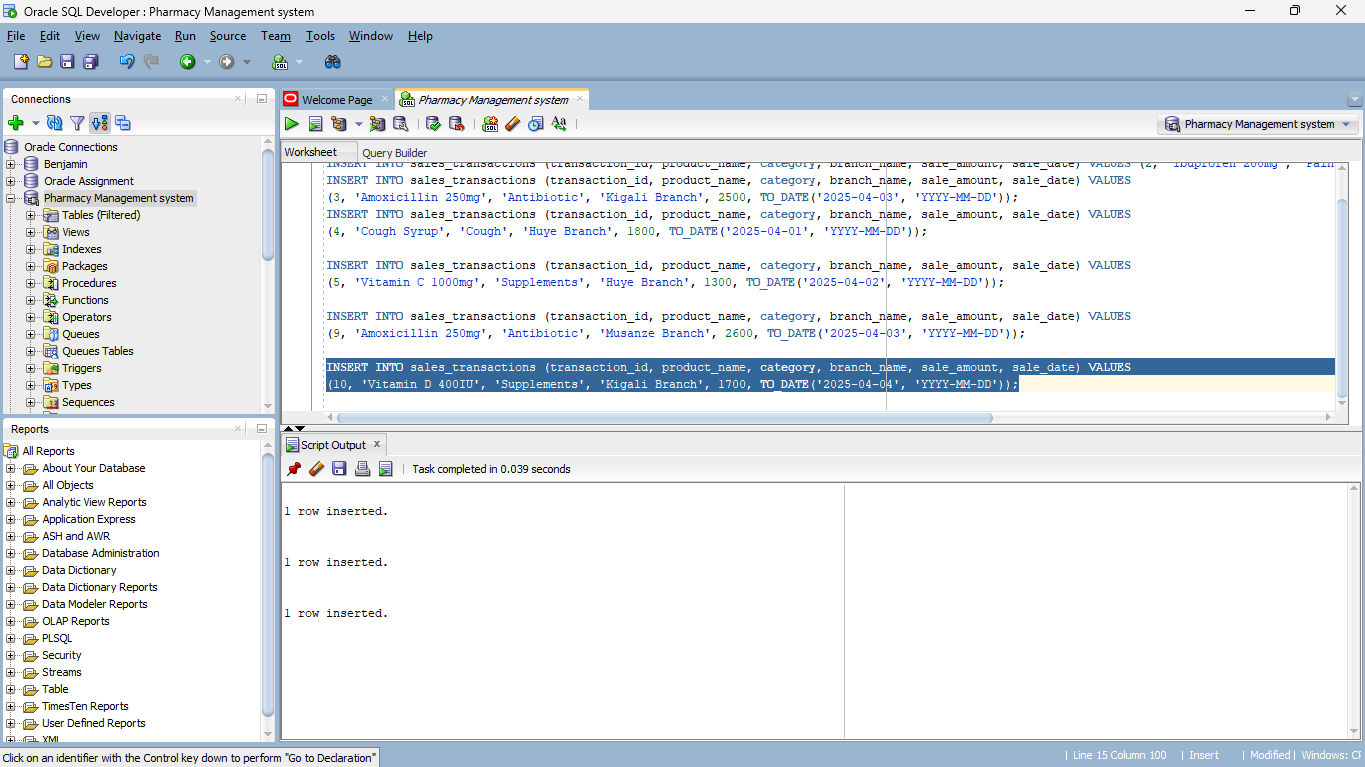 Oracle SQL Developer : Pharmacy Management system
File Edit View Navigate Run Source Team Tools Window Help
Connections
Oracle Connections
Benjamin
Oracle Assignment
Pharmacy Management system
Tables (Filtered)
Views
Indexes
Packages
Procedures
Functions
Operators
Queues
Queues Tables
Triggers
Types
Sequences
Reports
All Reports
About Your Database
All Objects
Analytic View Reports
Application Express
ASH and AWR
Database Administration
Data Dictionary
Data Dictionary Reports
Data Modeler Reports
OLAP Reports
PLSQL
Security
Streams
Table
TimesTen Reports
User Defined Reports
XML
Welcome Page
Pharmacy Management system
Pharmacy Management system
Worksheet Query Builder
INSERT INTO sales_transactions (transaction_id, product_name, category, branch_name, sale_amount, sale_date) VALUES (2, 'Ibuprofen 200mg', 'Pain
INSERT INTO sales_transactions (transaction_id, product_name, category, branch_name, sale_amount, sale_date) VALUES
(3, 'Amoxicillin 250mg', 'Antibiotic', 'Kigali Branch', 2500, TO_DATE('2025-04-03', 'YYYY-MM-DD'));
INSERT INTO sales_transactions (transaction_id, product_name, category, branch_name, sale_amount, sale_date) VALUES
(4, 'Cough Syrup', 'Cough', 'Huye Branch', 1800, TO_DATE('2025-04-01', 'YYYY-MM-DD'));
INSERT INTO sales_transactions (transaction_id, product_name, category, branch_name, sale_amount, sale_date) VALUES
(5, 'Vitamin C 1000mg', 'Supplements', 'Huye Branch', 1300, TO_DATE('2025-04-02', 'YYYY-MM-DD'));
INSERT INTO sales_transactions (transaction_id, product_name, category, branch_name, sale_amount, sale_date) VALUES
(9, 'Amoxicillin 250mg', 'Antibiotic', 'Musanze Branch', 2600, TO_DATE('2025-04-03', 'YYYY-MM-DD'));
INSERT INTO sales_transactions (transaction_id, product_name, category, branch_name, sale_amount, sale_date) VALUES
(10, 'Vitamin D 400IU', 'Supplements', 'Kigali Branch', 1700, TO_DATE('2025-04-04', 'YYYY-MM-DD'));
Script Output
Task completed in 0.039 seconds
1 row inserted.
1 row inserted.
1 row inserted.
Click on an identifier with the Control key down to perform "Go to Declaration"
Line 15 Column 100 Insert Modified Windows: CF